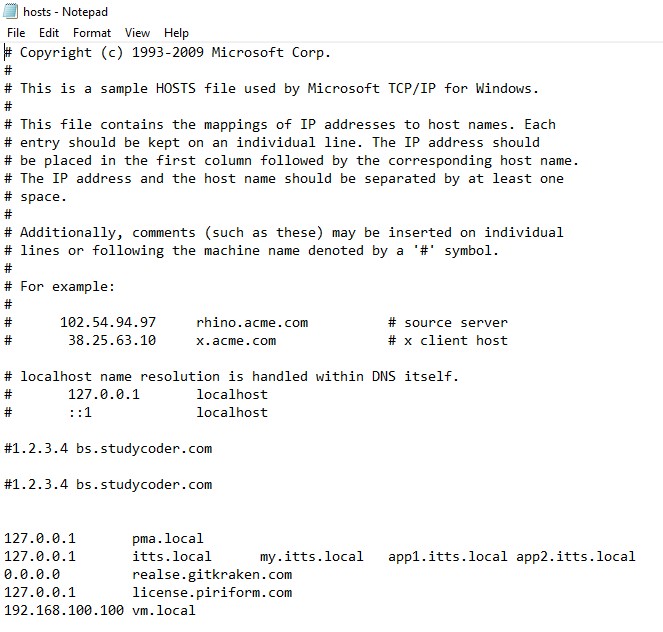 hosts - Notepad
File Edit Format View Help
# Copyright (c) 1993-2009 Microsoft Corp.
#
# This is a sample HOSTS file used by Microsoft TCP/IP for Windows.
#
# This file contains the mappings of IP addresses to host names. Each
# entry should be kept on an individual line. The IP address should
# be placed in the first column followed by the corresponding host name.
# The IP address and the host name should be separated by at least one
# space.
#
# Additionally, comments (such as these) may be inserted on individual
# lines or following the machine name denoted by a '#' symbol.
#
# For example:
#
#      102.54.94.97     rhino.acme.com          # source server
#       38.25.63.10     x.acme.com              # x client host

# localhost name resolution is handled within DNS itself.
#       127.0.0.1       localhost
#       ::1             localhost

#1.2.3.4 bs.studycoder.com

#1.2.3.4 bs.studycoder.com


127.0.0.1       pma.local
127.0.0.1       itts.local      my.itts.local   app1.itts.local app2.itts.local
0.0.0.0         realse.gitkraken.com
127.0.0.1       license.piriform.com
192.168.100.100 vm.local